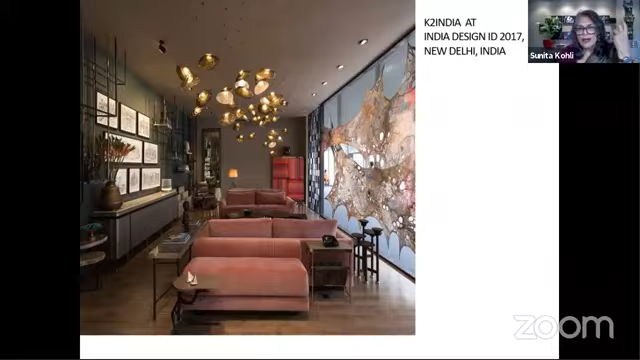 K2INDIA AT
INDIA DESIGN ID 2017,
NEW DELHI, INDIA
Sunita Kohli
zoom